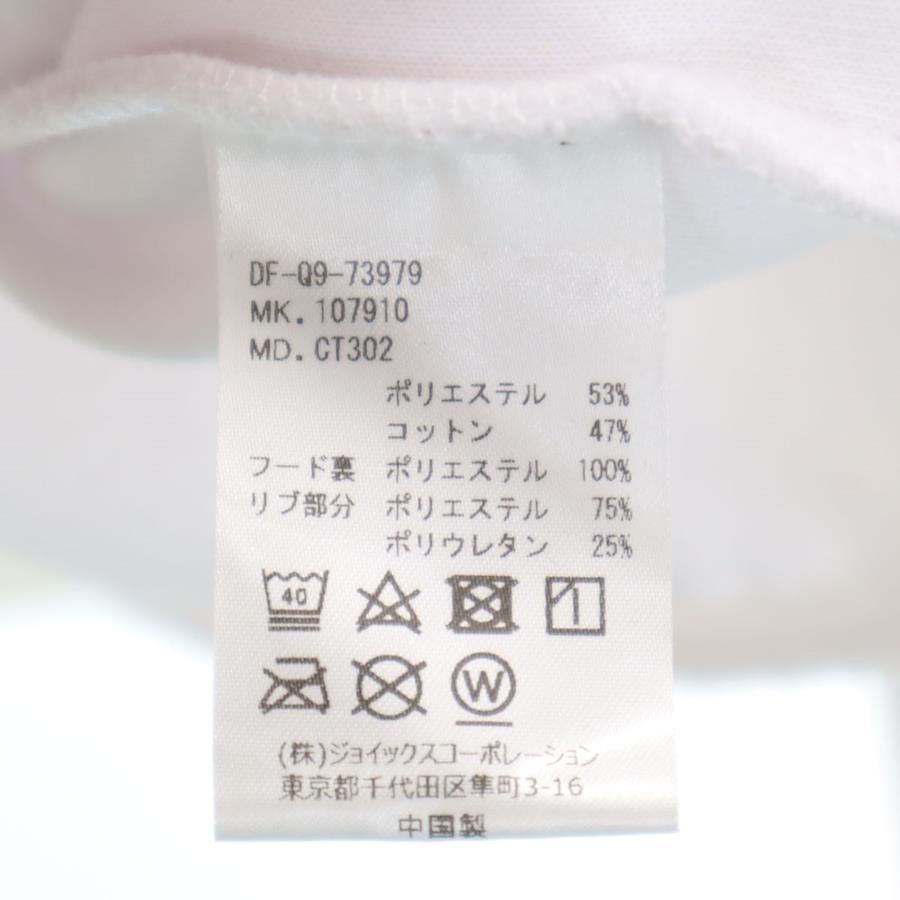 DF-Q9-73979
MK. 107910
MD. CT302
ポリエステル 53%
コットン 47%
フード裏 ポリエステル 100%
リブ部分 ポリエステル 75%
ポリウレタン 25%
40
W
(株)ジョイックスコーポレーション
東京都千代田区隼町3-16
中国製